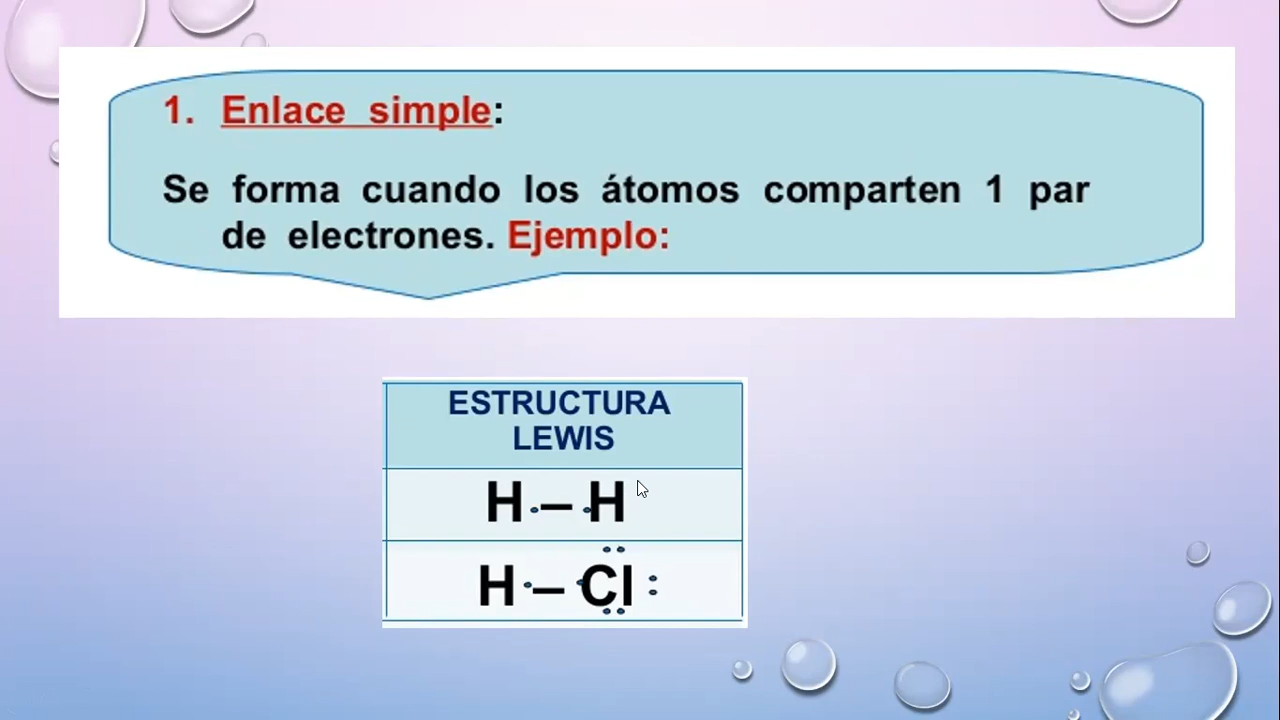 1. Enlace simple:
Se forma cuando los átomos comparten 1 par
de electrones. Ejemplo:
ESTRUCTURA
LEWIS
H – H
H – Cl